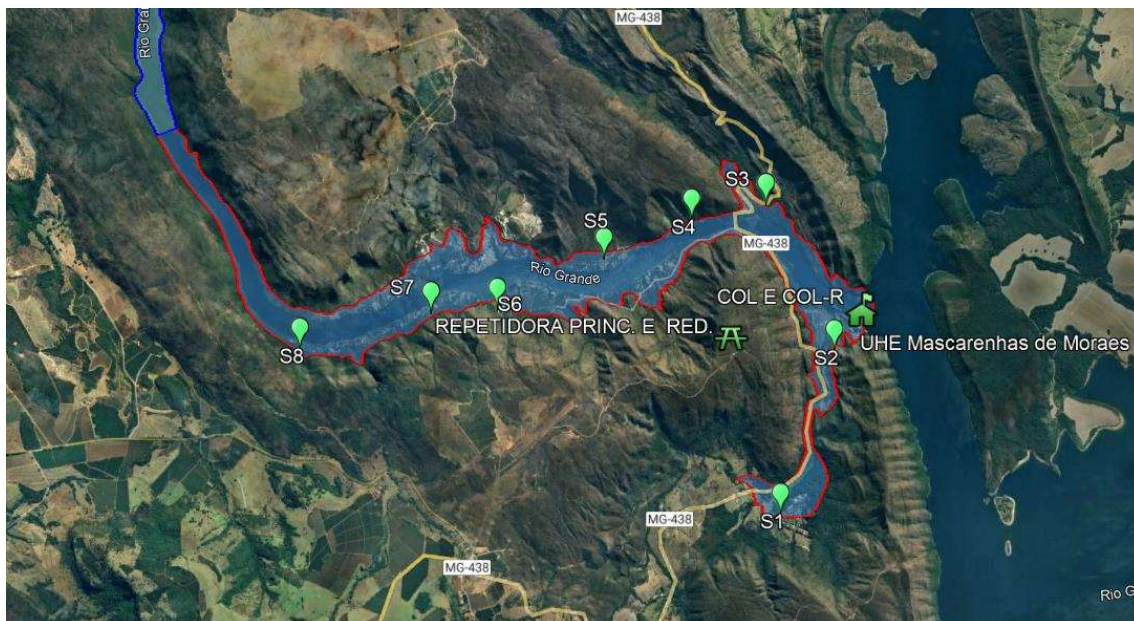 MG-438
Rio Gra
S3
S4
S5
MG-438
Rio Grande
S7
S6
COL E COL-R
REPETIDORA PRINC. E RED.
S2
UHE Mascarenhas de Moraes
S8
S1
MG-438
MG-438
Rio G